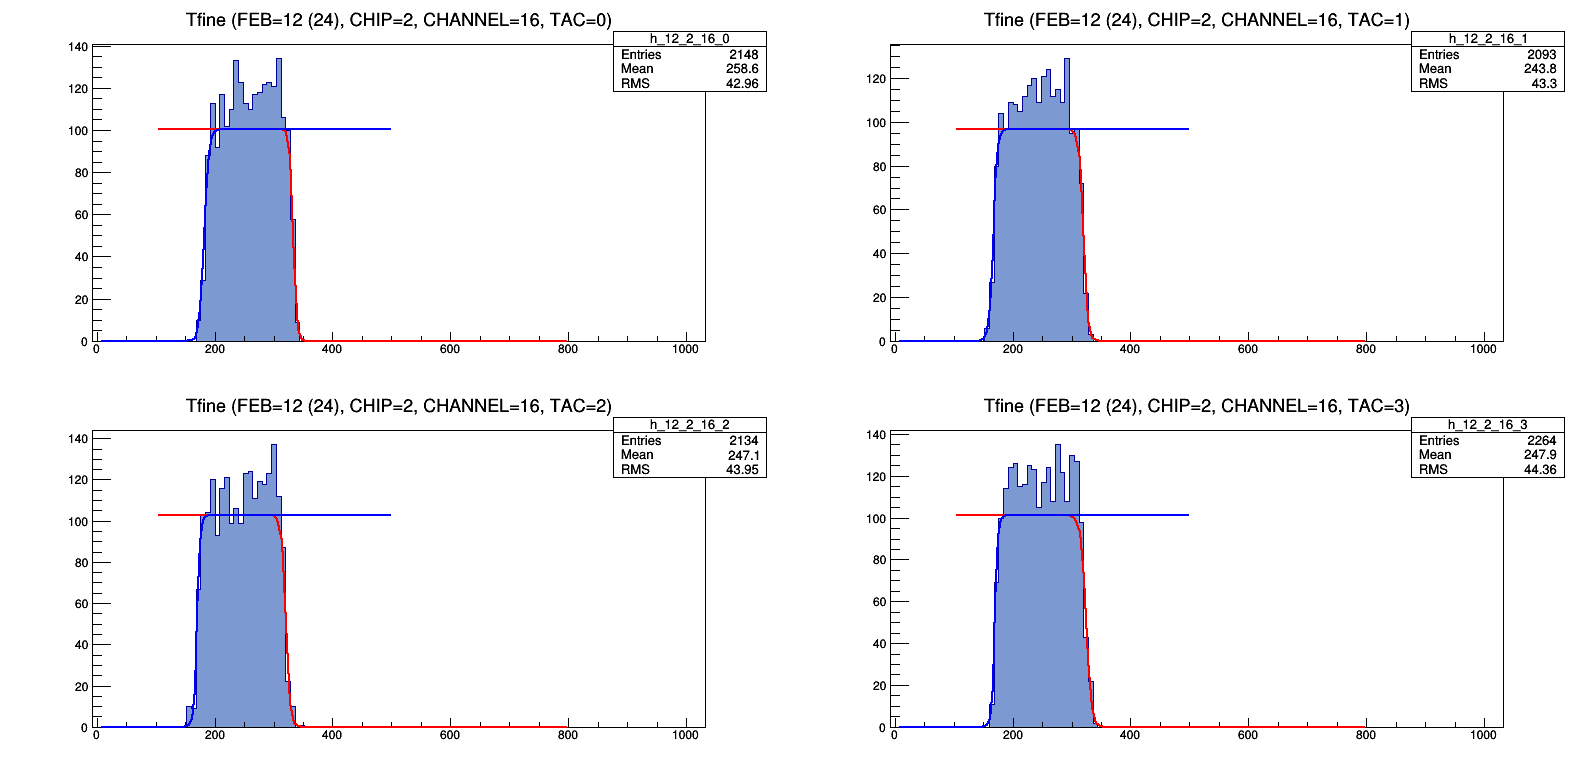 Tfine (FEB=12 (24), CHIP=2, CHANNEL=16, TAC=0)
h_12_2_16_0
Entries 2148
Mean 258.6
RMS 42.96
140
120
100
80
60
40
20
0
0 200 400 600 800 1000
Tfine (FEB=12 (24), CHIP=2, CHANNEL=16, TAC=1)
h_12_2_16_1
Entries 2093
Mean 243.8
RMS 43.3
120
100
80
60
40
20
0
0 200 400 600 800 1000
Tfine (FEB=12 (24), CHIP=2, CHANNEL=16, TAC=2)
h_12_2_16_2
Entries 2134
Mean 247.1
RMS 43.95
140
120
100
80
60
40
20
0
0 200 400 600 800 1000
Tfine (FEB=12 (24), CHIP=2, CHANNEL=16, TAC=3)
h_12_2_16_3
Entries 2264
Mean 247.9
RMS 44.36
140
120
100
80
60
40
20
0
0 200 400 600 800 1000